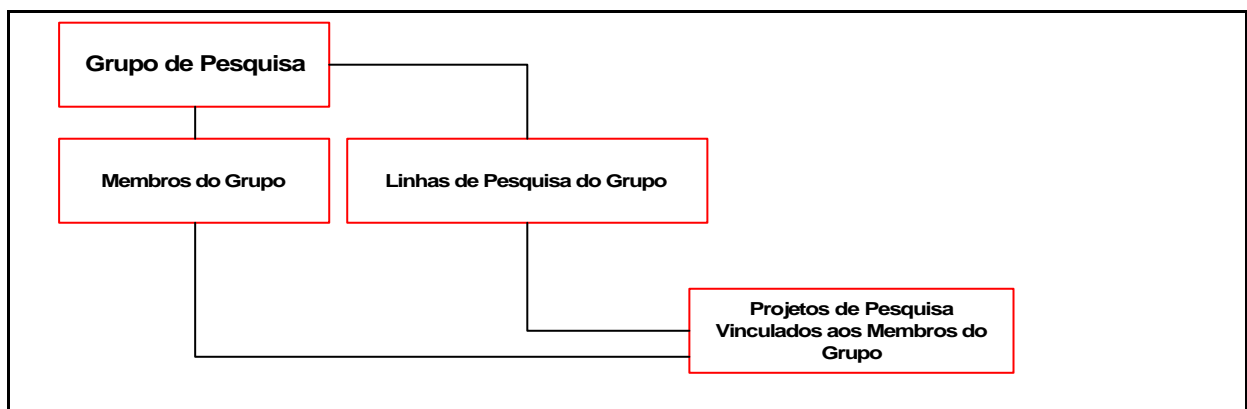 Grupo de Pesquisa
Membros do Grupo
Linhas de Pesquisa do Grupo
Projetos de Pesquisa
Vinculados aos Membros do
Grupo